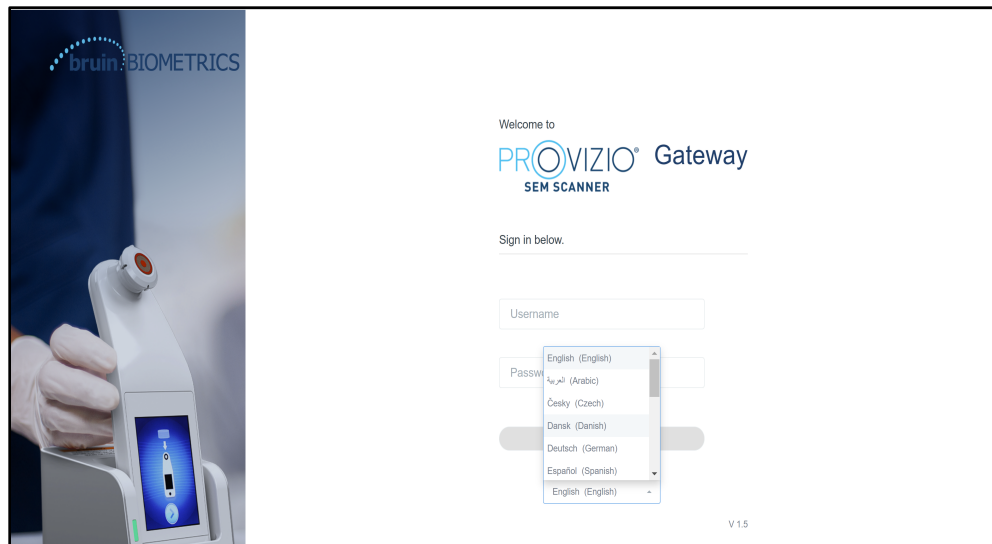 bruin BIOMETRICS
Welcome to
PROVIZIO® Gateway
SEM SCANNER
Sign in below.
Username
English (English)
العربية (Arabic)
Česky (Czech)
Dansk (Danish)
Deutsch (German)
Español (Spanish)
English (English)
V 1.5